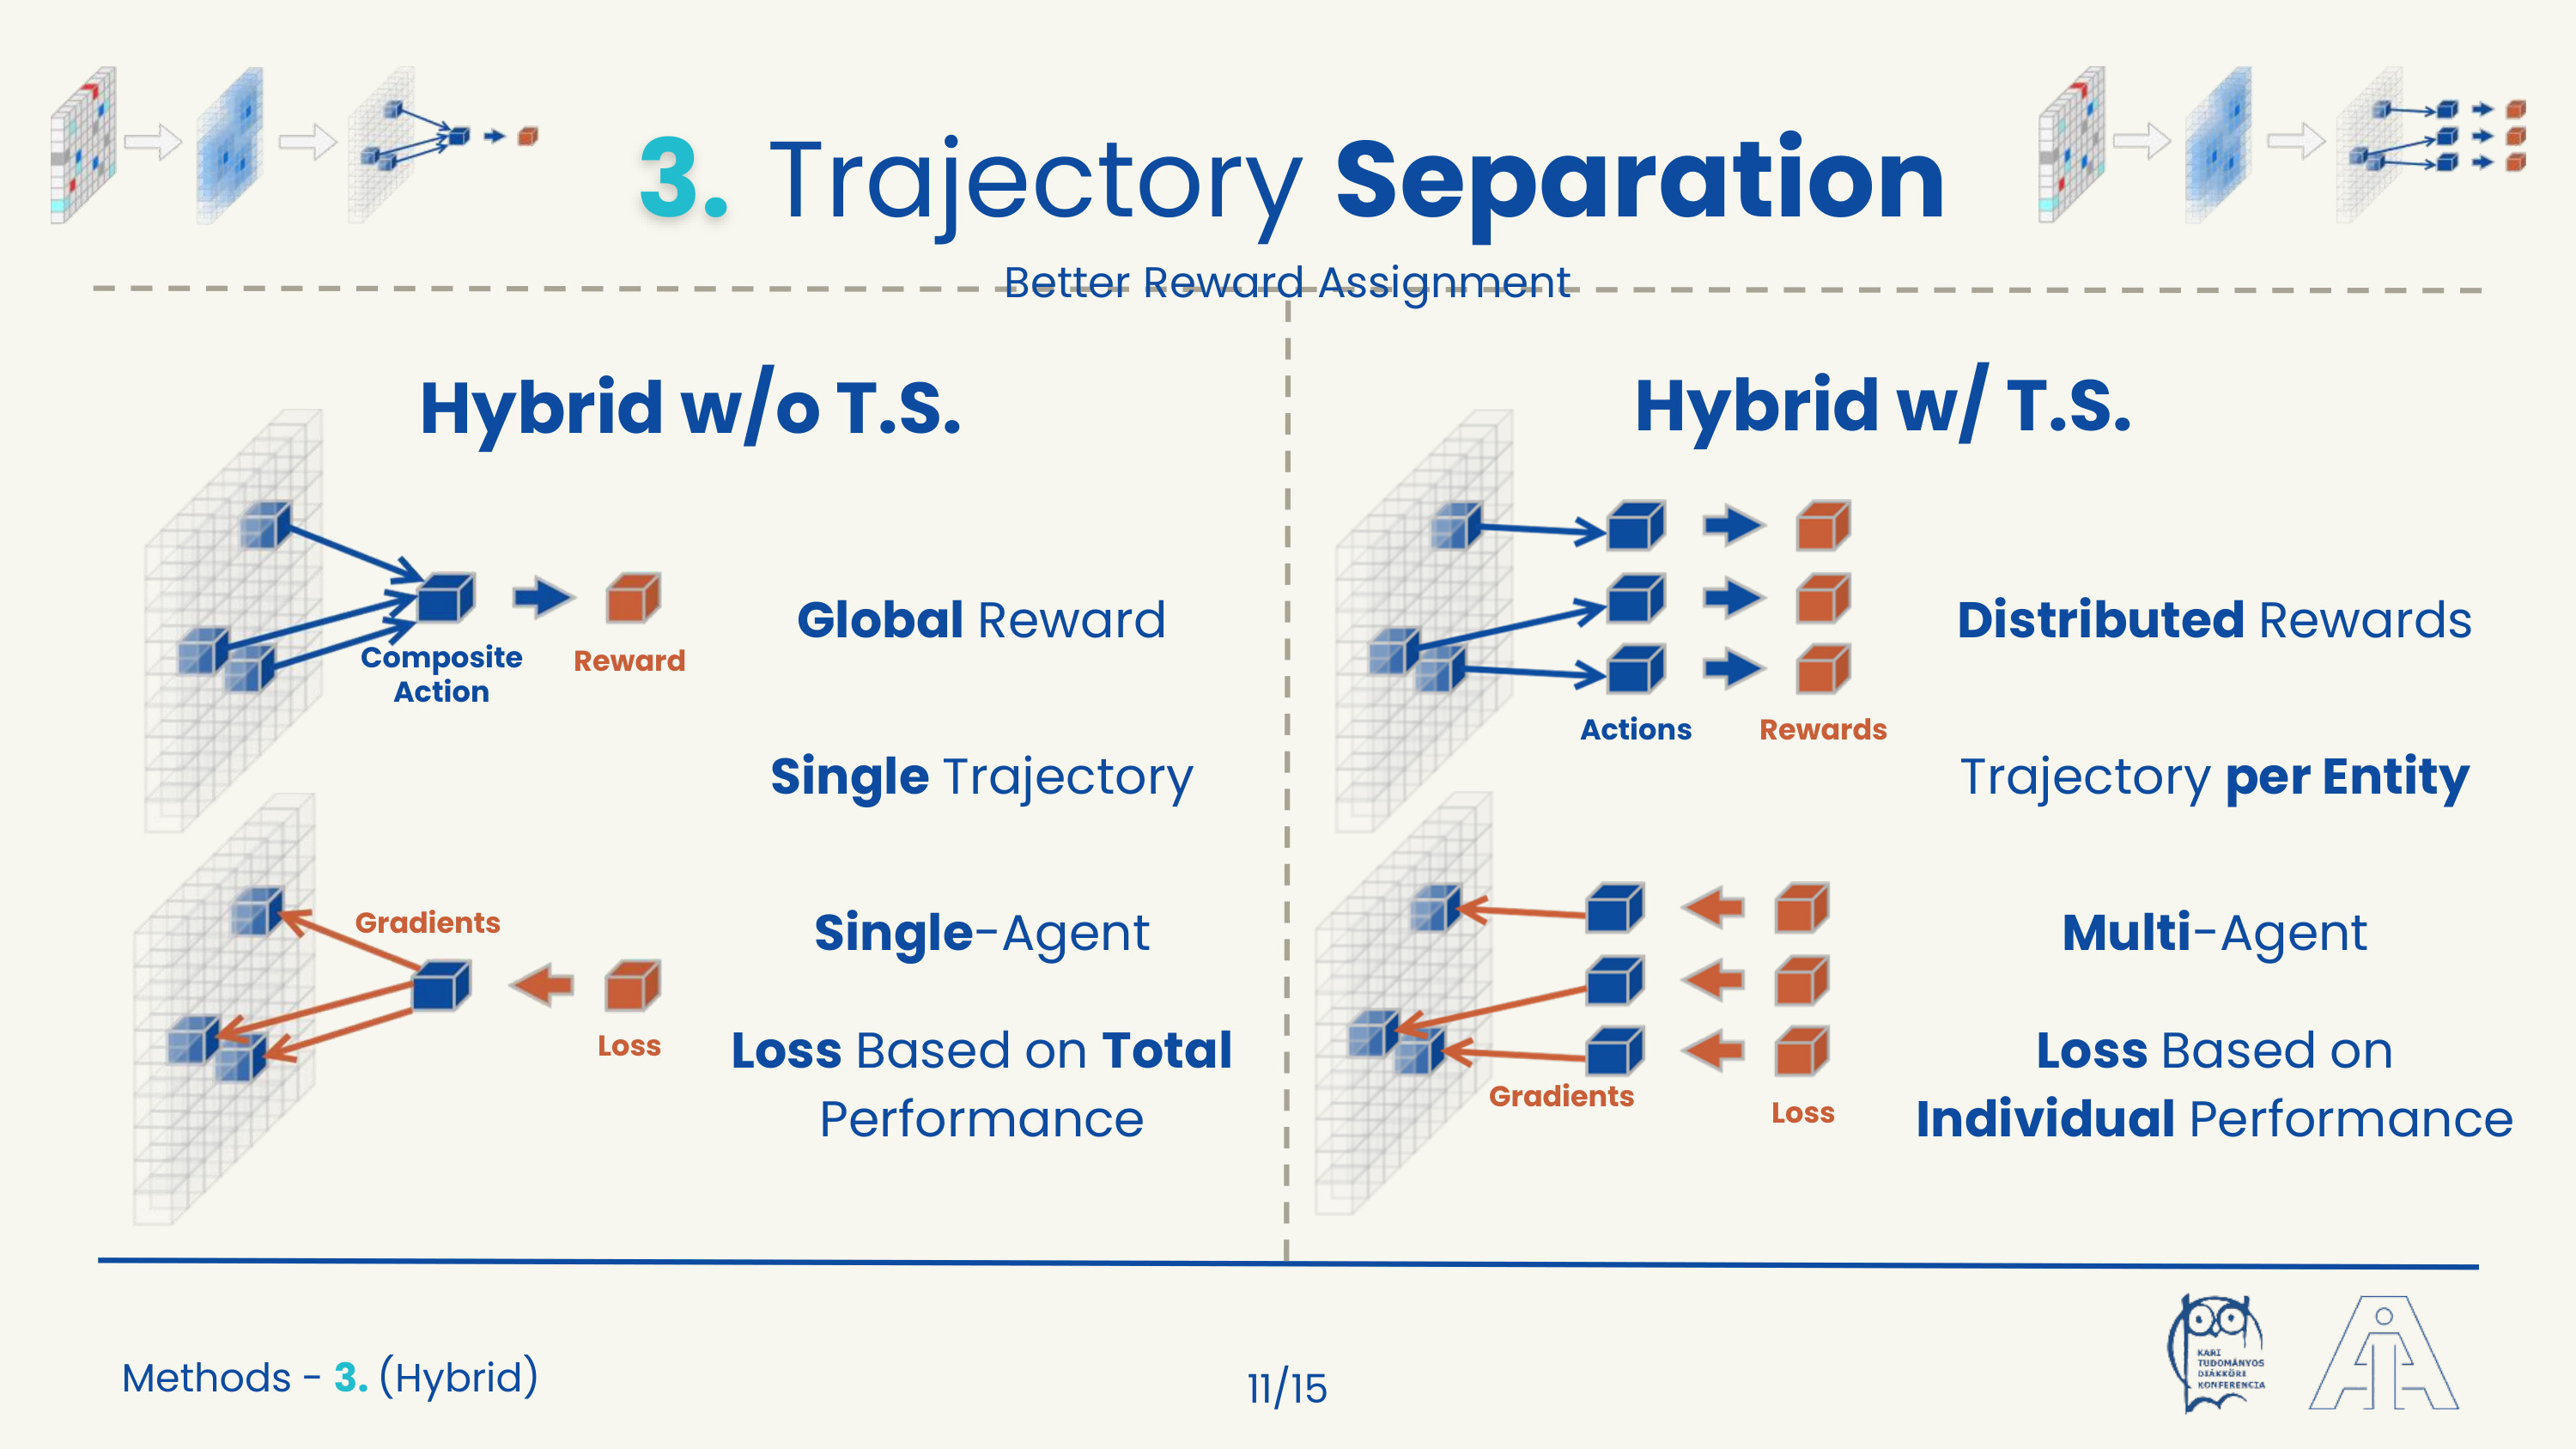 3. Trajectory Separation
Better Reward Assignment
Hybrid w/o T.S.
Composite
Action
Reward
Global Reward
Single Trajectory
Gradients
Single-Agent
Loss
Loss Based on Total
Performance
Hybrid w/ T.S.
Actions
Rewards
Distributed Rewards
Trajectory per Entity
Multi-Agent
Gradients
Loss
Loss Based on
Individual Performance
Methods - 3. (Hybrid)
11/15
KARI
TUDOMÁNYOS
DIÁKKÖRI
KONFERENCIA